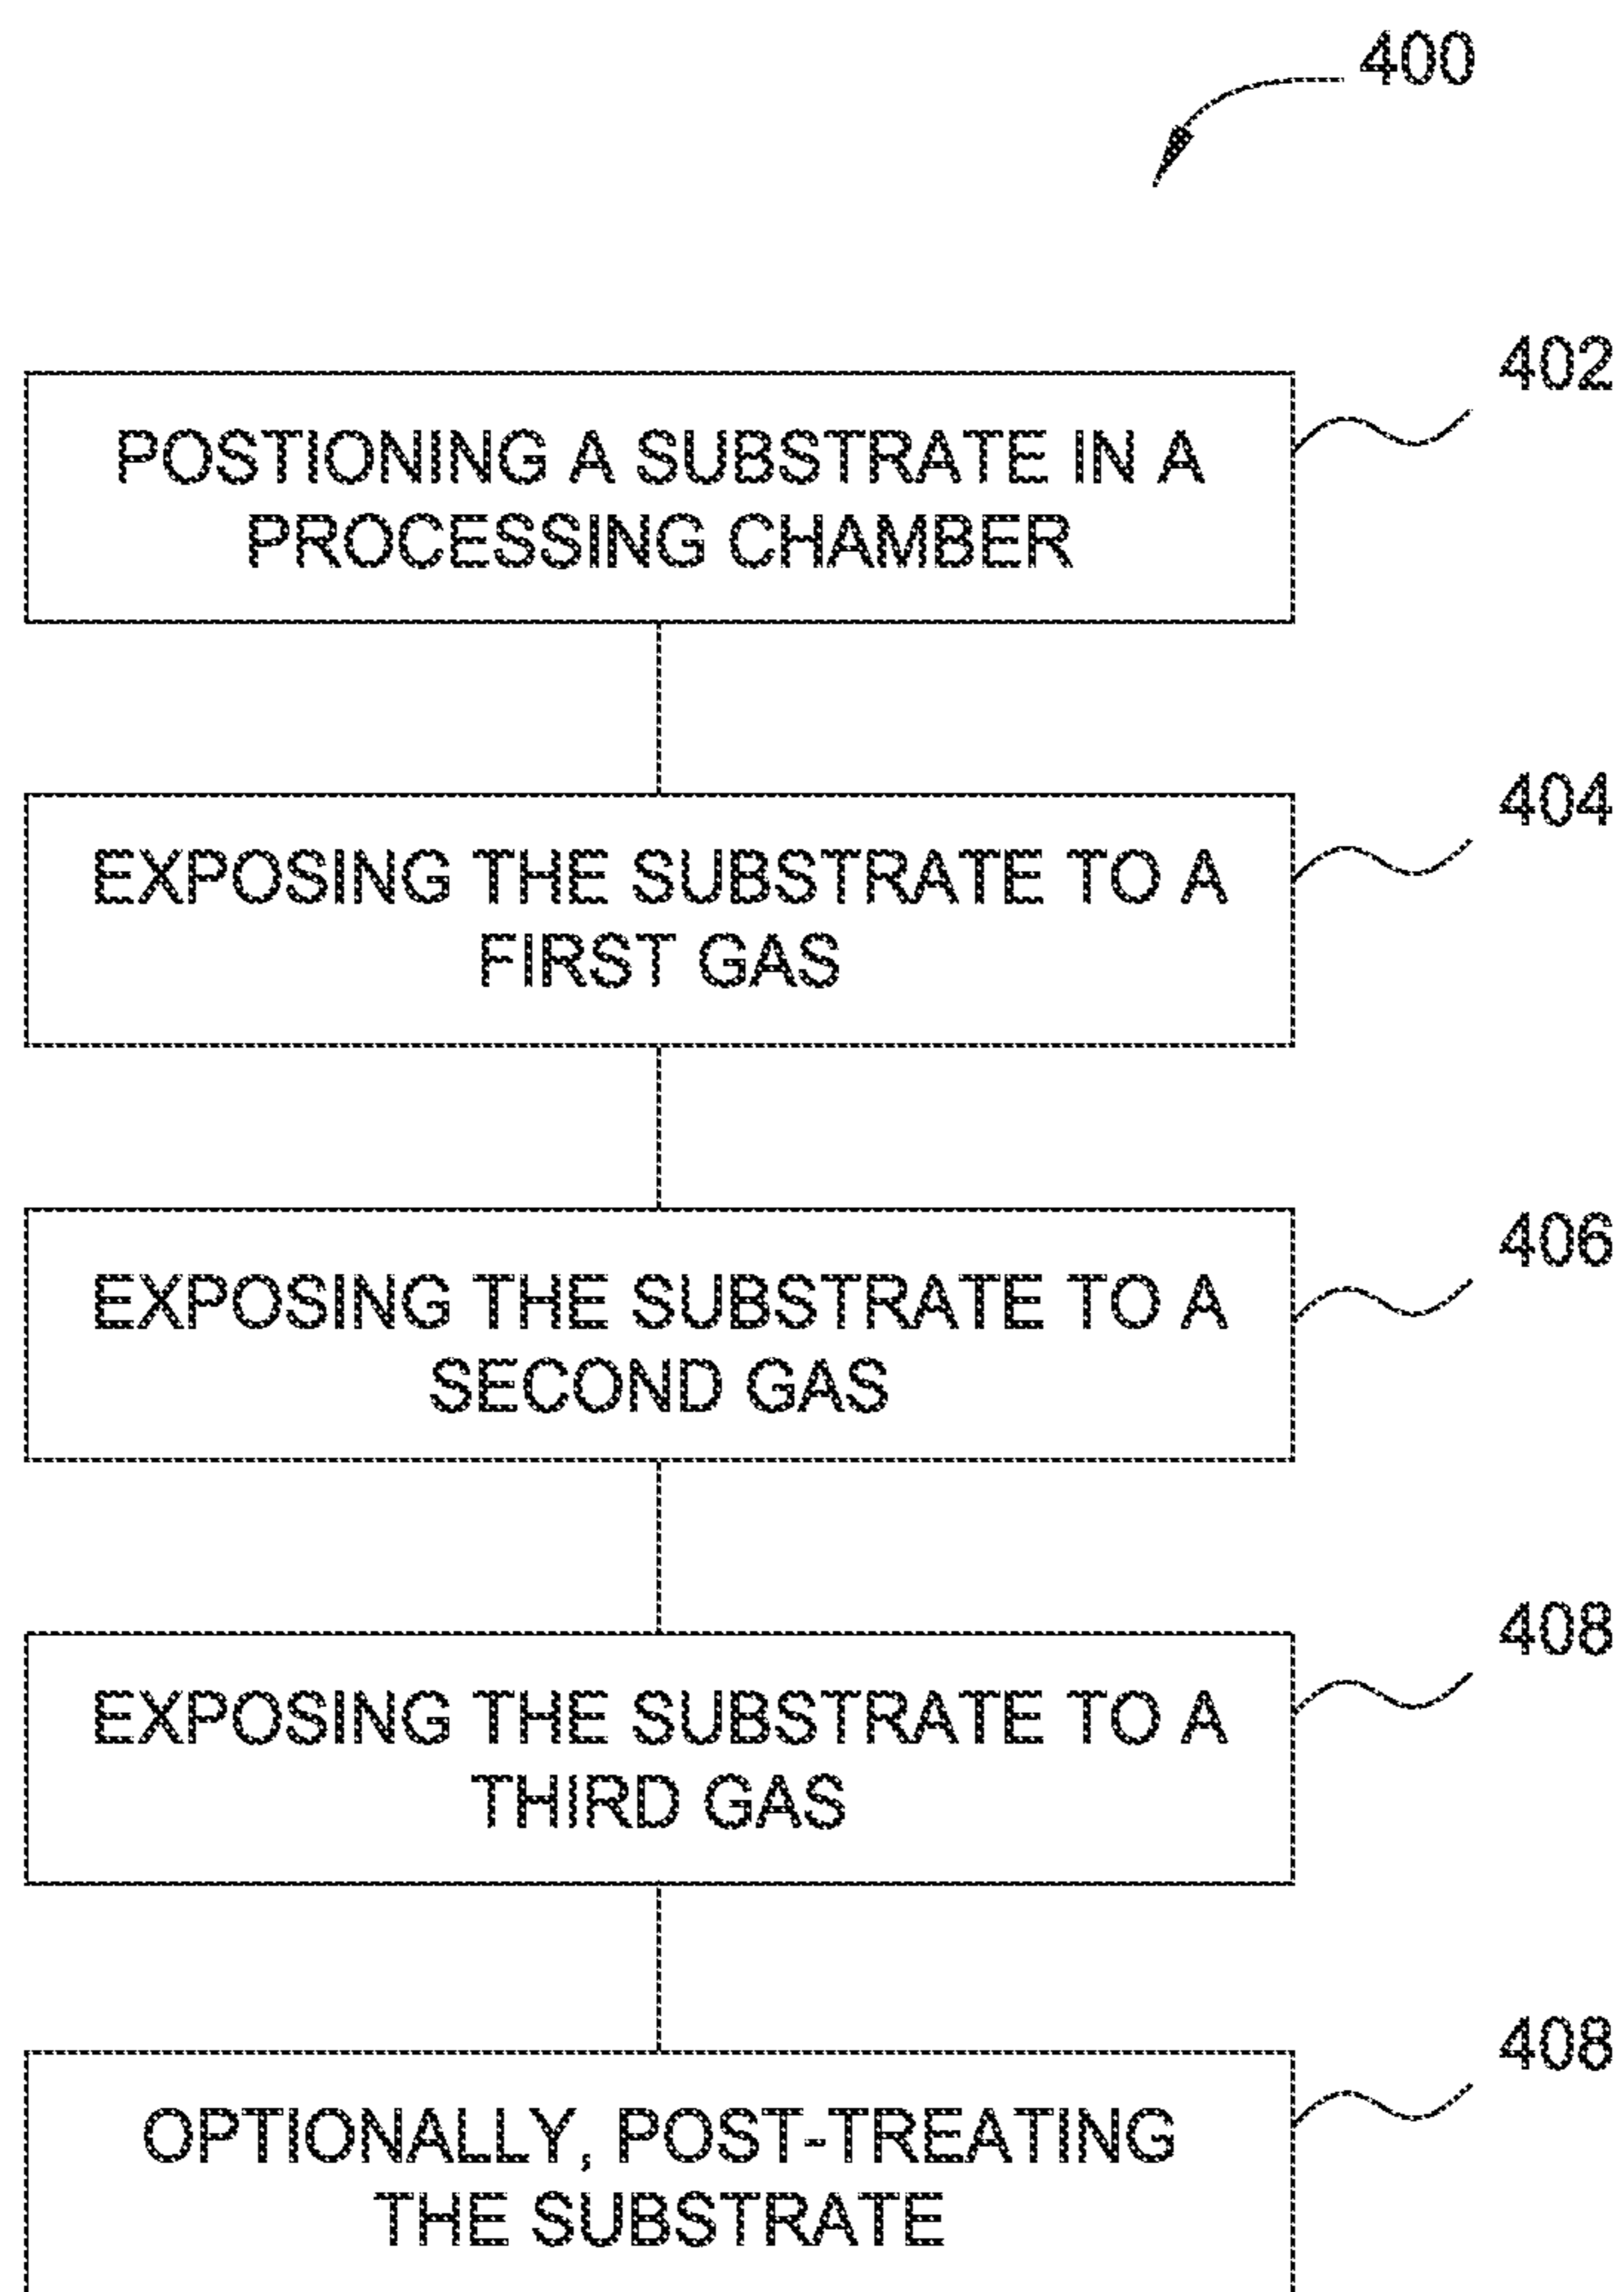 400
402
POSTIONING A SUBSTRATE IN A
PROCESSING CHAMBER
404
EXPOSING THE SUBSTRATE TO A
FIRST GAS
406
EXPOSING THE SUBSTRATE TO A
SECOND GAS
408
EXPOSING THE SUBSTRATE TO A
THIRD GAS
408
OPTIONALLY, POST-TREATING
THE SUBSTRATE